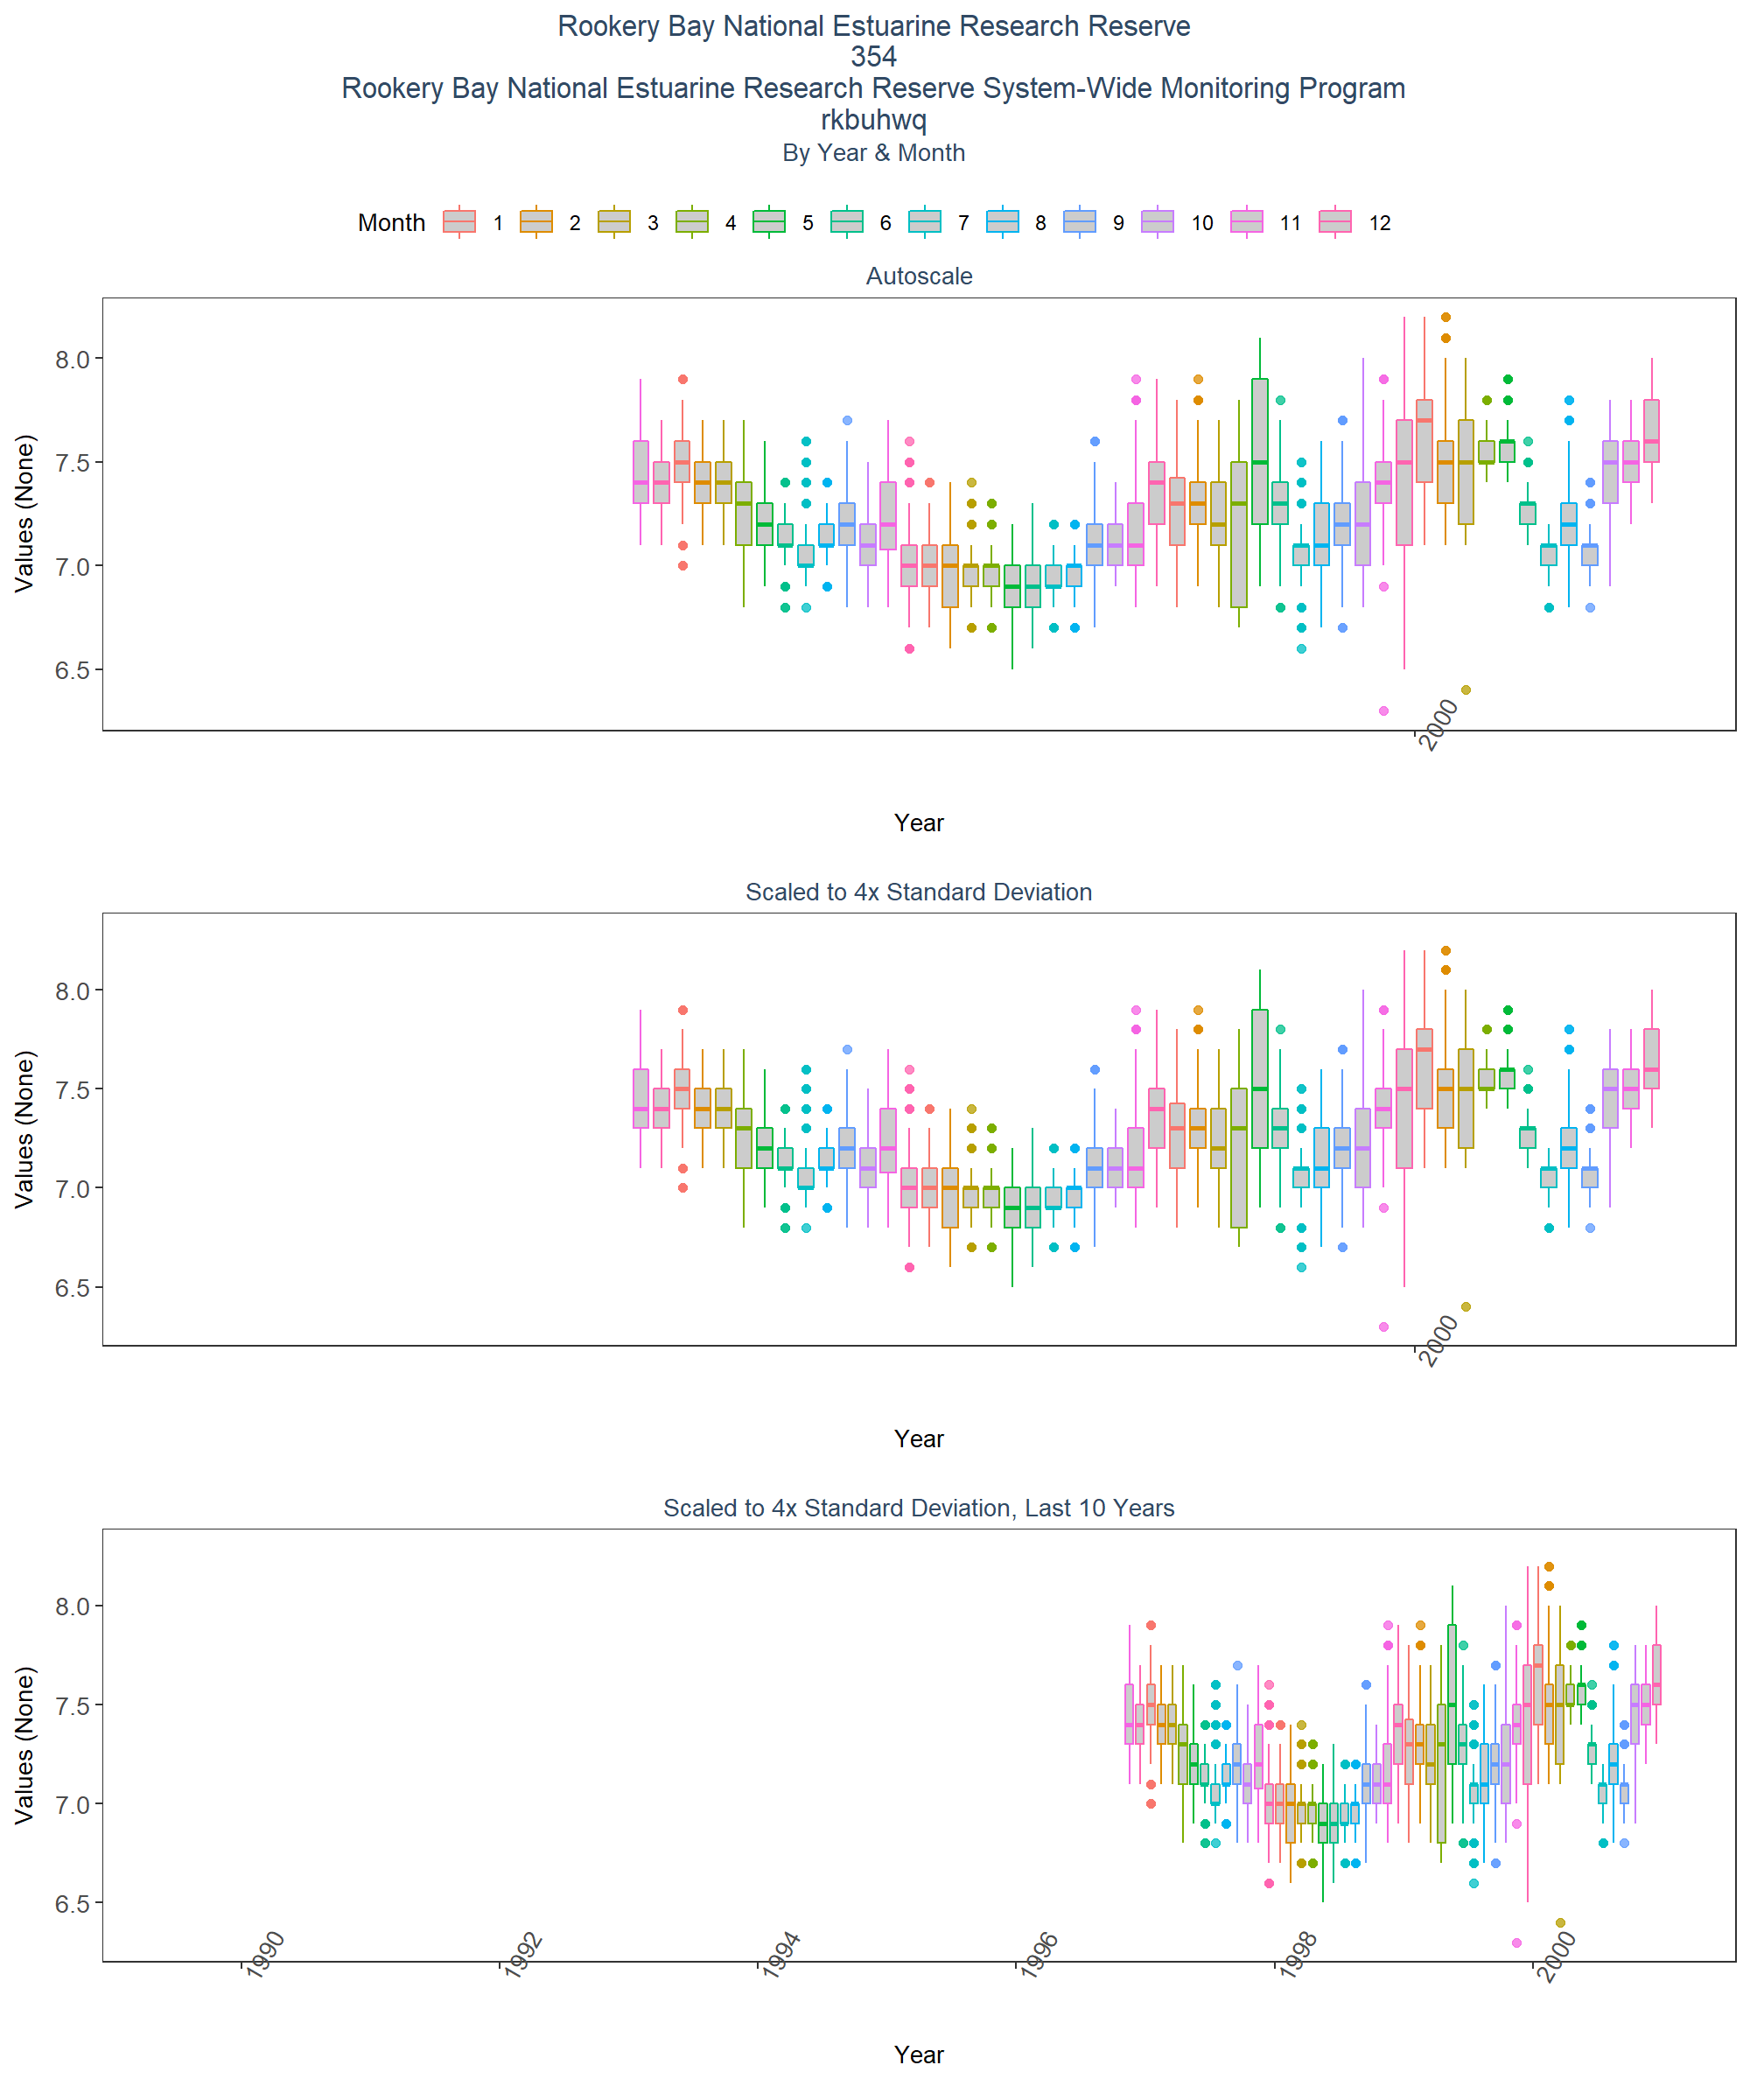 Rookery Bay National Estuarine Research Reserve
354
Rookery Bay National Estuarine Research Reserve System-Wide Monitoring Program
rkbuhwq
By Year & Month
Month 1 2 3 4 5 6 7 8 9 10 11 12
Autoscale
Values (None)
8.0
7.5
7.0
6.5
2000
Year
Scaled to 4x Standard Deviation
Values (None)
8.0
7.5
7.0
6.5
2000
Year
Scaled to 4x Standard Deviation, Last 10 Years
Values (None)
8.0
7.5
7.0
6.5
1990 1992 1994 1996 1998 2000
Year